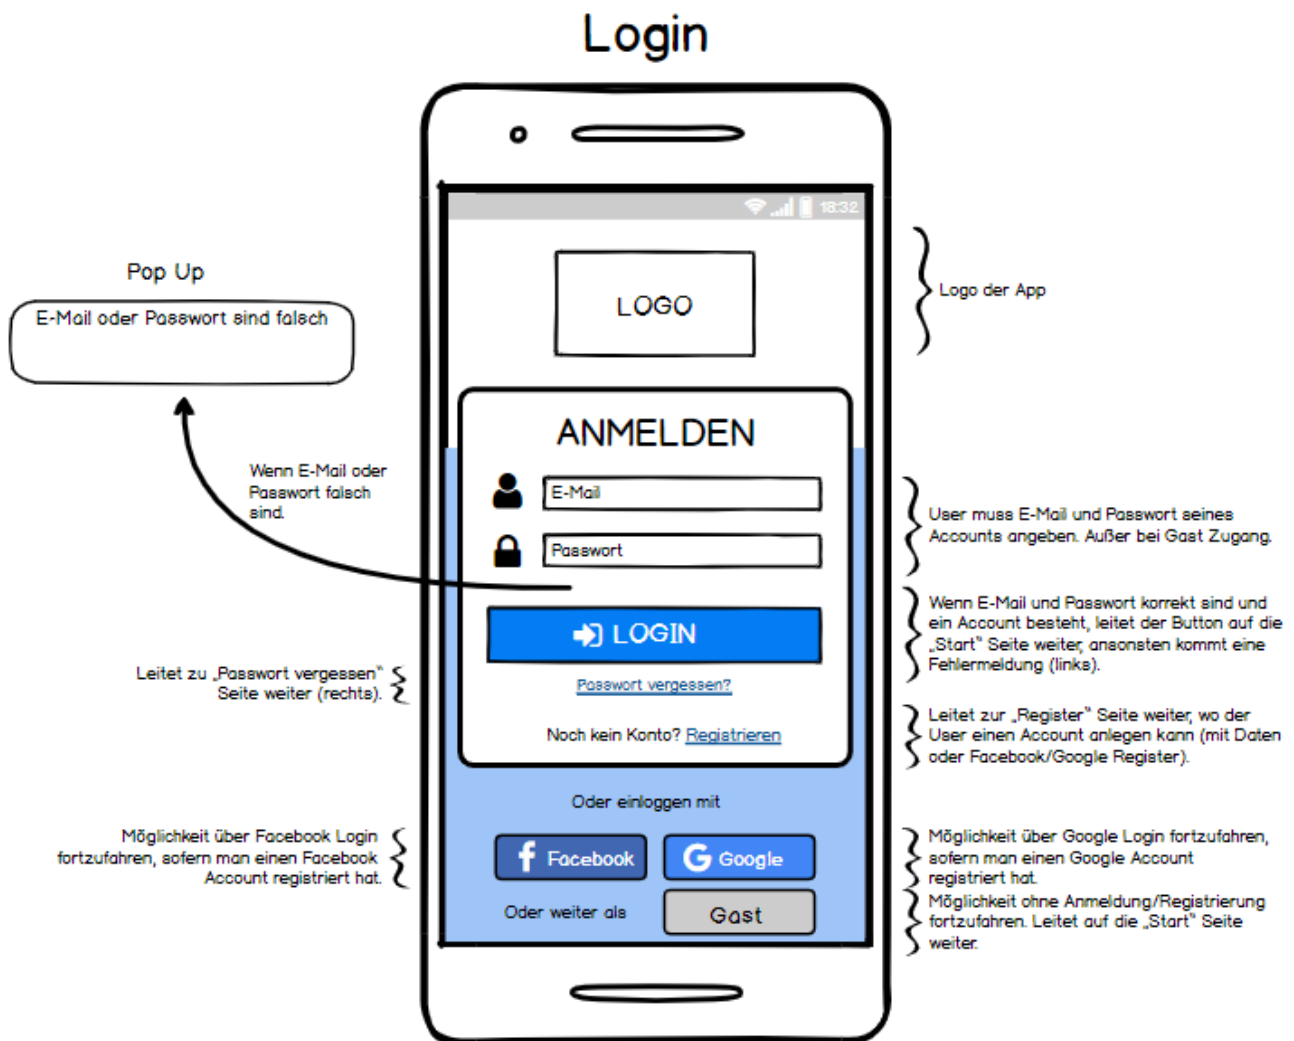 Login
18:32
Pop Up
E-Mail oder Passwort sind falsch
LOGO
Logo der App
ANMELDEN
Wenn E-Mail oder
Passwort falsch
sind.
E-Mail
Passwort
User muss E-Mail und Passwort seines
Accounts angeben. Außer bei Gast Zugang.
LOGIN
Wenn E-Mail und Passwort korrekt sind und
ein Account besteht, leitet der Button auf die
„Start“ Seite weiter, ansonsten kommt eine
Fehlermeldung (links).
Leitet zu „Passwort vergessen“
Seite weiter (rechts).
Passwort vergessen?
Noch kein Konto? Registrieren
Leitet zur „Register“ Seite weiter, wo der
User einen Account anlegen kann (mit Daten
oder Facebook/Google Register).
Oder einloggen mit
Möglichkeit über Facebook Login
fortzufahren, sofern man einen Facebook
Account registriert hat.
f Facebook
G Google
Möglichkeit über Google Login fortzufahren,
sofern man einen Google Account
registriert hat.
Oder weiter als
Gast
Möglichkeit ohne Anmeldung/Registrierung
fortzufahren. Leitet auf die „Start“ Seite
weiter.